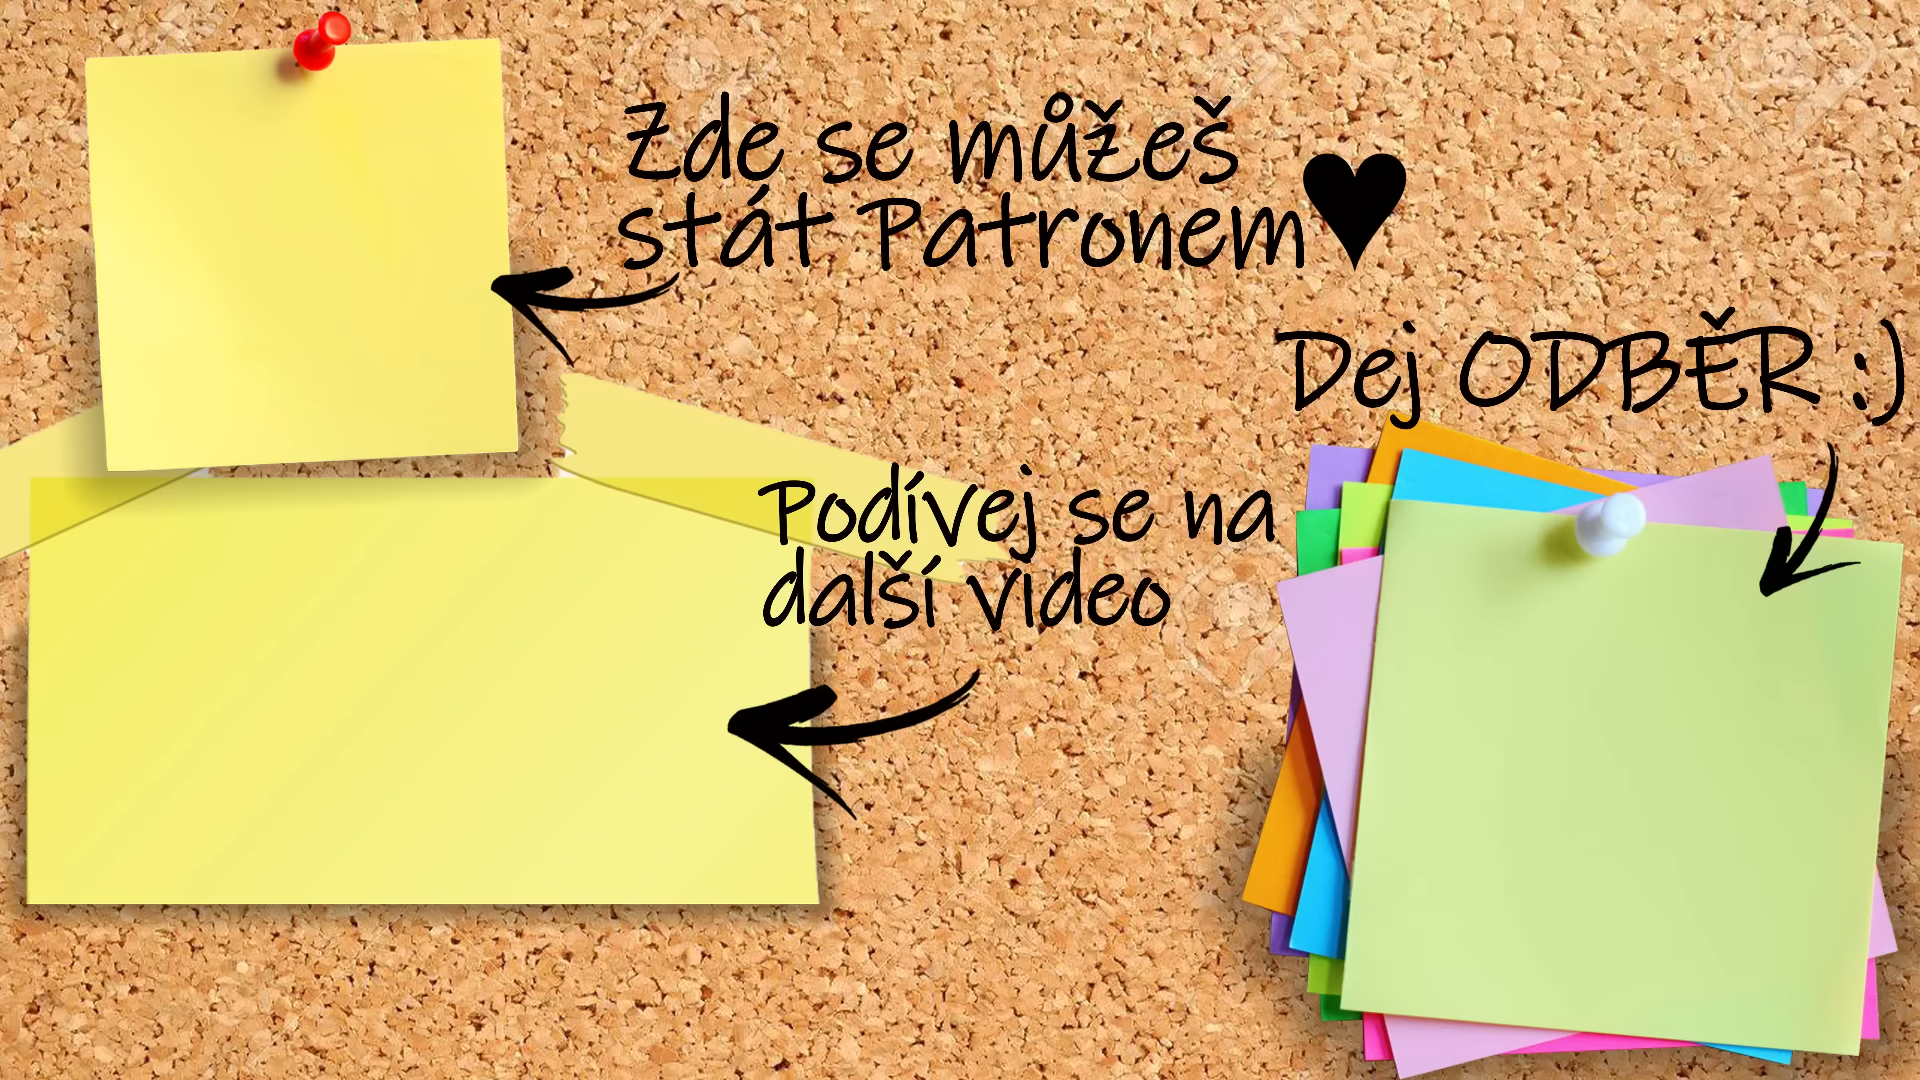 Zde se můžeš
stát Patronem♥
Dej ODBĚR :)
Podívej se na
další video